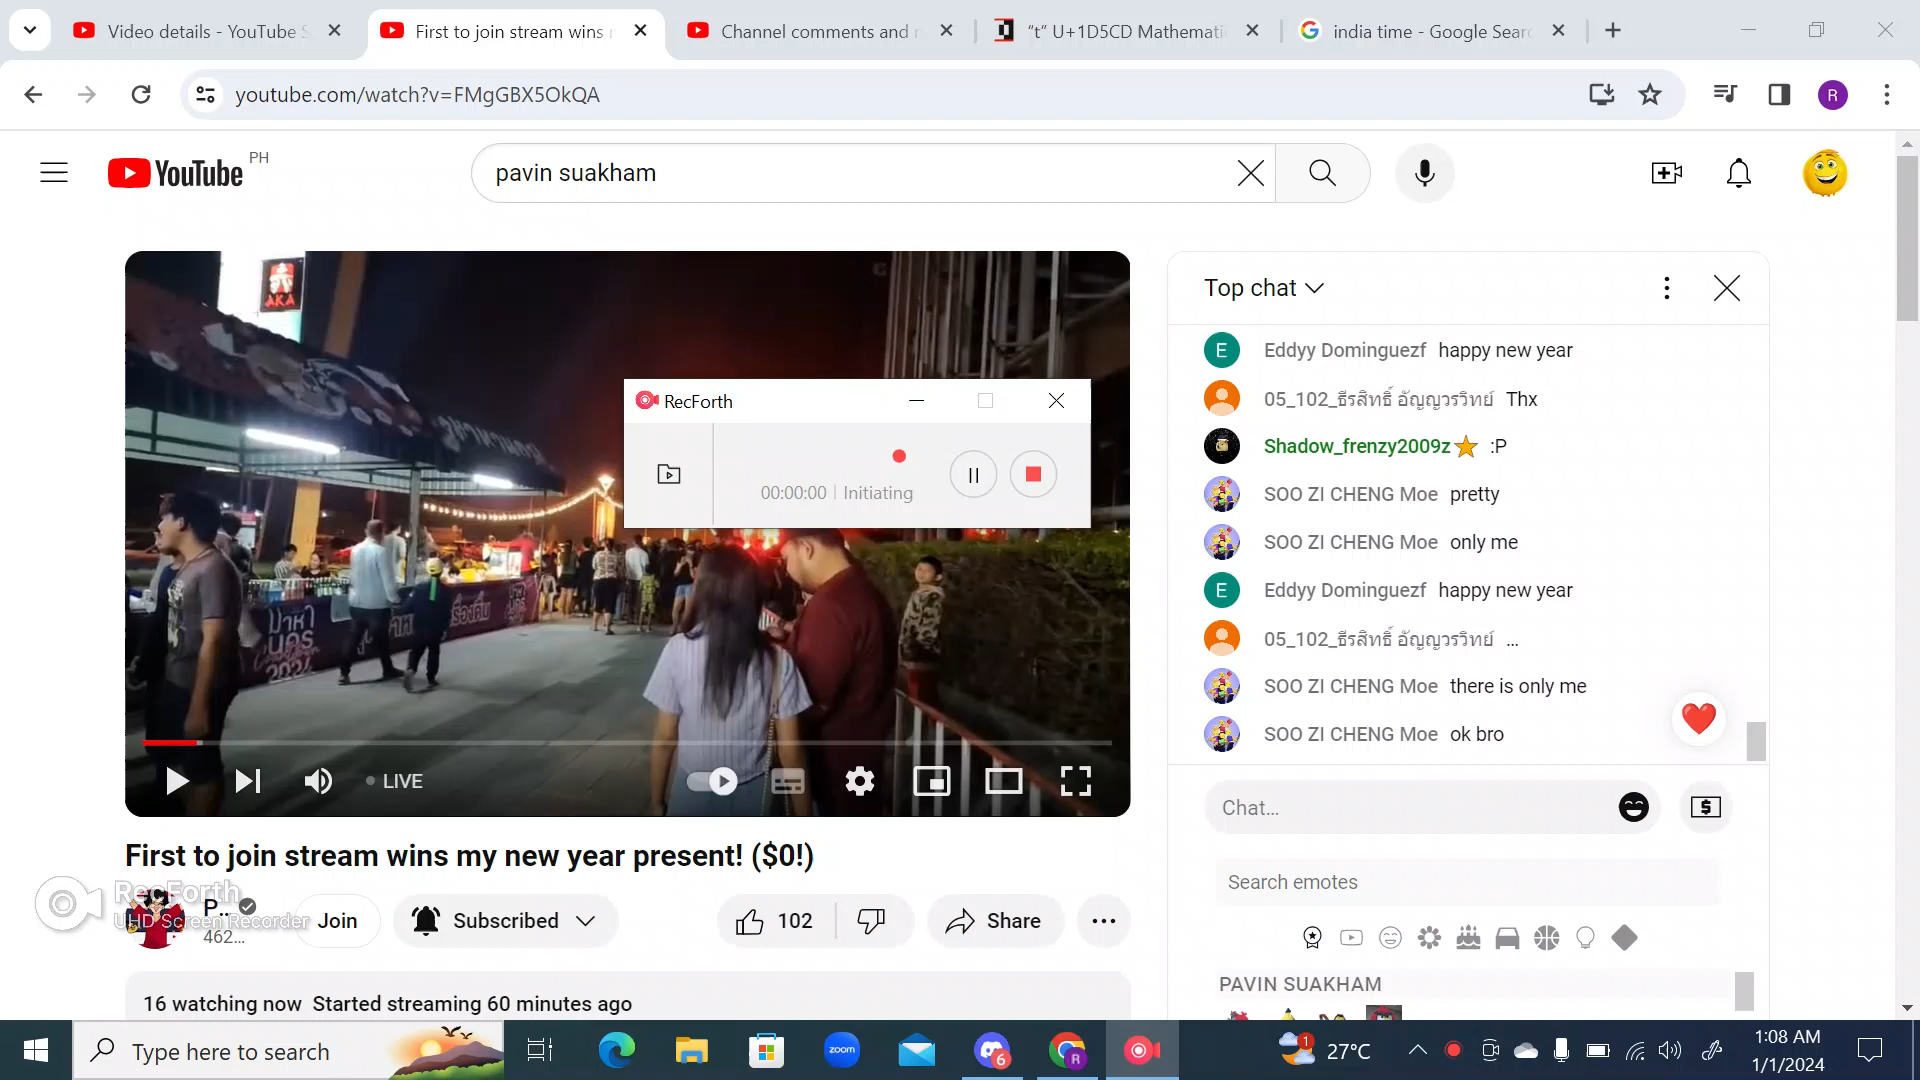 Video details - YouTube S
First to join stream wins
Channel comments and
“t” U+1D5CD Mathemati
india time - Google Sear
youtube.com/watch?v=FMgGBX5OkQA
R
YouTube PH
pavin suakham
AKA
RecForth
00:00:00 | Initiating
LIVE
Top chat
E Eddyy Dominguezf happy new year
05_102_ธีรสิทธิ์ อัญญวรวิทย์ Thx
Shadow_frenzy2009z :P
SOO ZI CHENG Moe pretty
SOO ZI CHENG Moe only me
E Eddyy Dominguezf happy new year
05_102_ธีรสิทธิ์ อัญญวรวิทย์ ...
SOO ZI CHENG Moe there is only me
SOO ZI CHENG Moe ok bro
Chat...
Search emotes
PAVIN SUAKHAM
First to join stream wins my new year present! ($0!)
RecForth
UHD Screen Recorder
P...
462...
Join
Subscribed
102
Share
16 watching now Started streaming 60 minutes ago
Type here to search
zoom
6
R
1
27°C
1:08 AM
1/1/2024